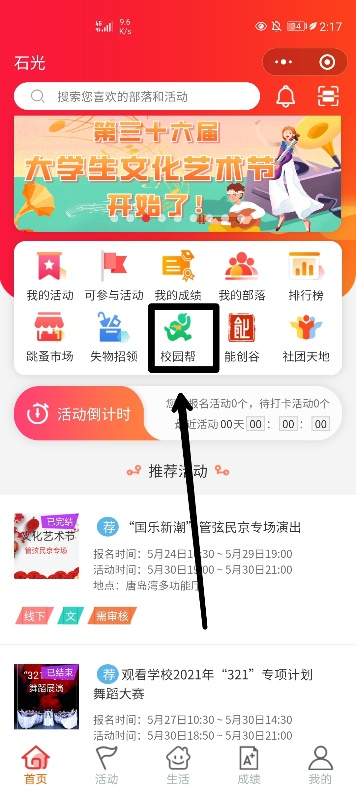 46 9.6 K/s 84 2:17
石光
搜索您喜欢的部落和活动
第三十六届
大学生文化艺术节
开始了！
我的活动 可参与活动 我的成绩 我的部落 排行榜
跳蚤市场 失物招领 校园帮 能创谷 社团天地
活动倒计时
报名活动0个，待打卡活动0个
近活动 00天 00 : 00 : 00
推荐活动
已完结
文化艺术节
管弦民京专场
荐 “国乐新潮”管弦民京专场演出
报名时间：5月24日 30 ~ 5月29日19:00
活动时间：5月30日19:00 ~ 5月30日21:00
地点：唐岛湾多功能厅
线下 文 需审核
已结束
“321”
舞蹈展演
荐 观看学校2021年“321”专项计划
舞蹈大赛
报名时间：5月27日10:30 ~ 5月30日14:30
活动时间：5月30日18:50 ~ 5月30日21:00
首页 活动 生活 成绩 我的